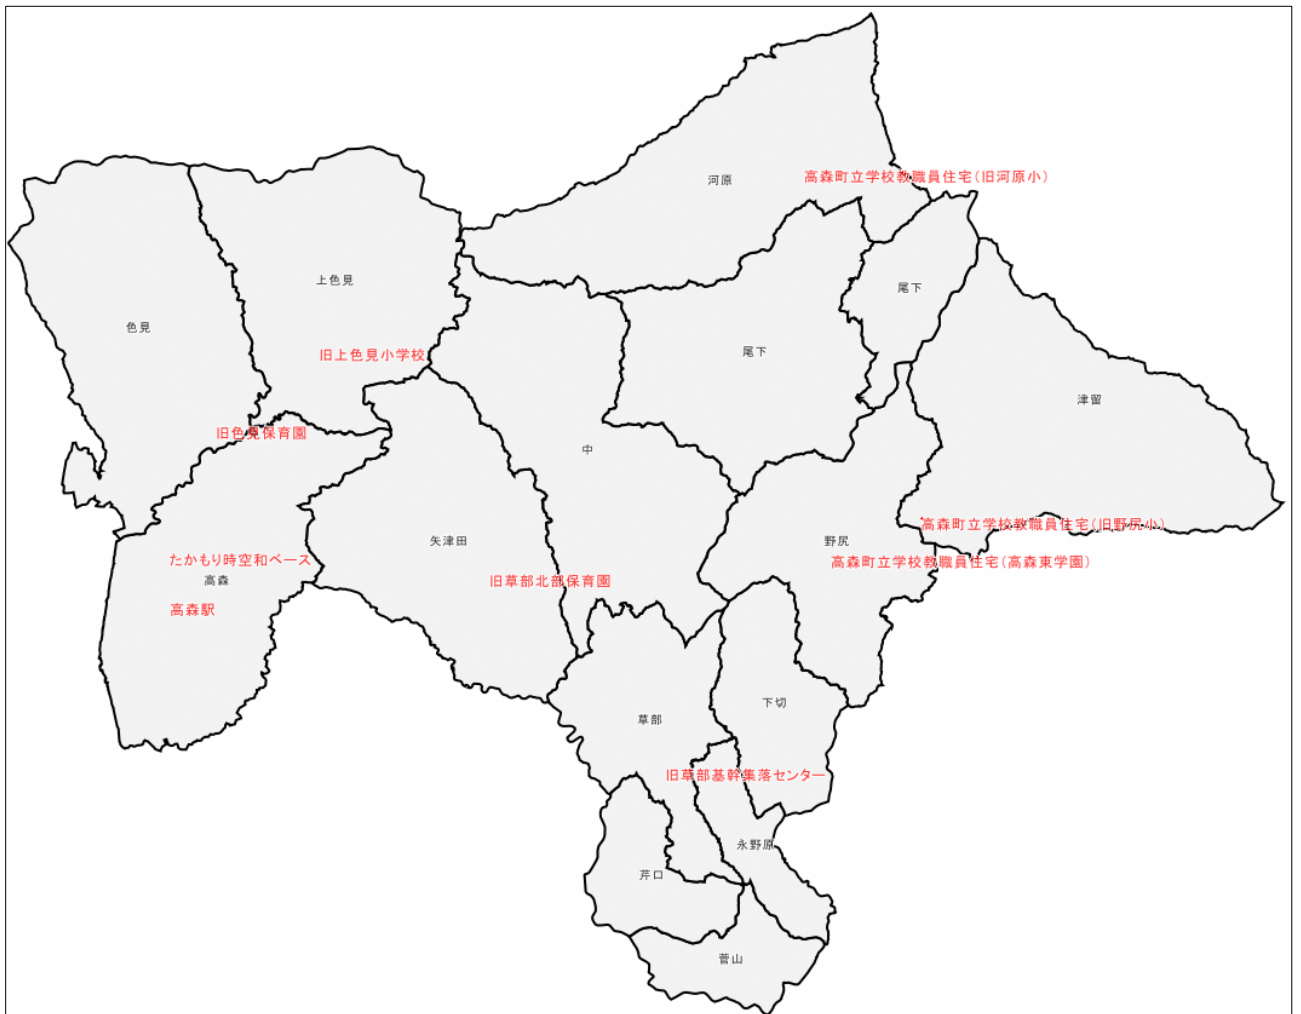 高森町立学校教職員住宅(旧河原小)
河原
上色見
尾下
色見
尾下
旧上色見小学校
津留
旧色見保育園
中
高森町立学校教職員住宅(旧野尻小)
矢津田
野尻
たかもり時空和ベース
高森町立学校教職員住宅(高森東学園)
高森
旧草部北部保育園
高森駅
下切
草部
旧草部基幹集落センター
永野原
芹口
菅山